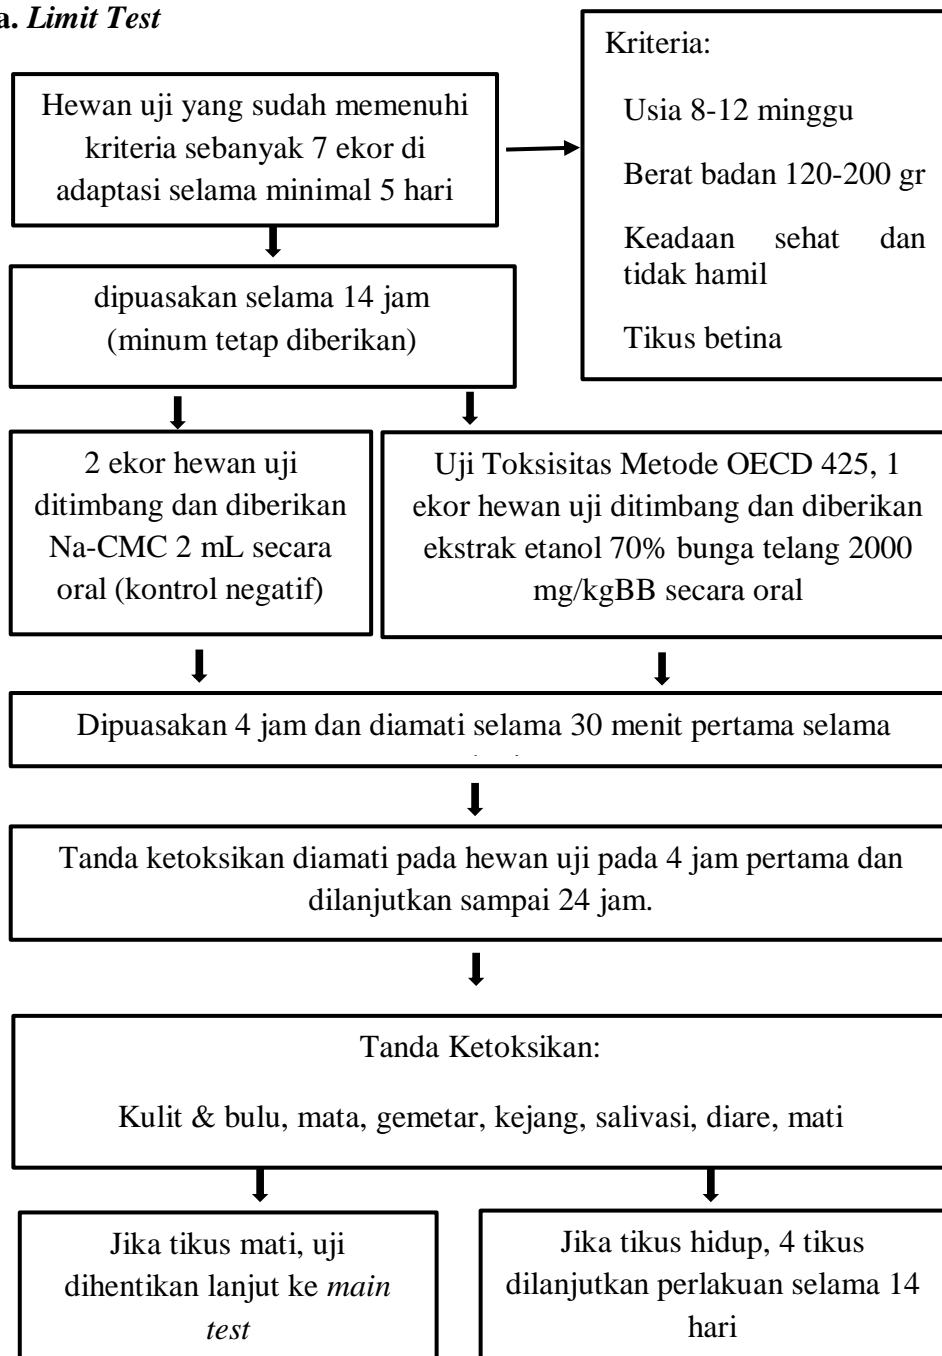 a. Limit Test
Kriteria:
Usia 8-12 minggu
Berat badan 120-200 gr
Keadaan sehat dan
tidak hamil
Tikus betina
Hewan uji yang sudah memenuhi
kriteria sebanyak 7 ekor di
adaptasi selama minimal 5 hari
dipuasakan selama 14 jam
(minum tetap diberikan)
2 ekor hewan uji
ditimbang dan diberikan
Na-CMC 2 mL secara
oral (kontrol negatif)
Uji Toksisitas Metode OECD 425, 1
ekor hewan uji ditimbang dan diberikan
ekstrak etanol 70% bunga telang 2000
mg/kgBB secara oral
Dipuasakan 4 jam dan diamati selama 30 menit pertama selama
Tanda ketoksikan diamati pada hewan uji pada 4 jam pertama dan
dilanjutkan sampai 24 jam.
Tanda Ketoksikan:
Kulit & bulu, mata, gemetar, kejang, salivasi, diare, mati
Jika tikus mati, uji
dihentikan lanjut ke main
test
Jika tikus hidup, 4 tikus
dilanjutkan perlakuan selama 14
hari